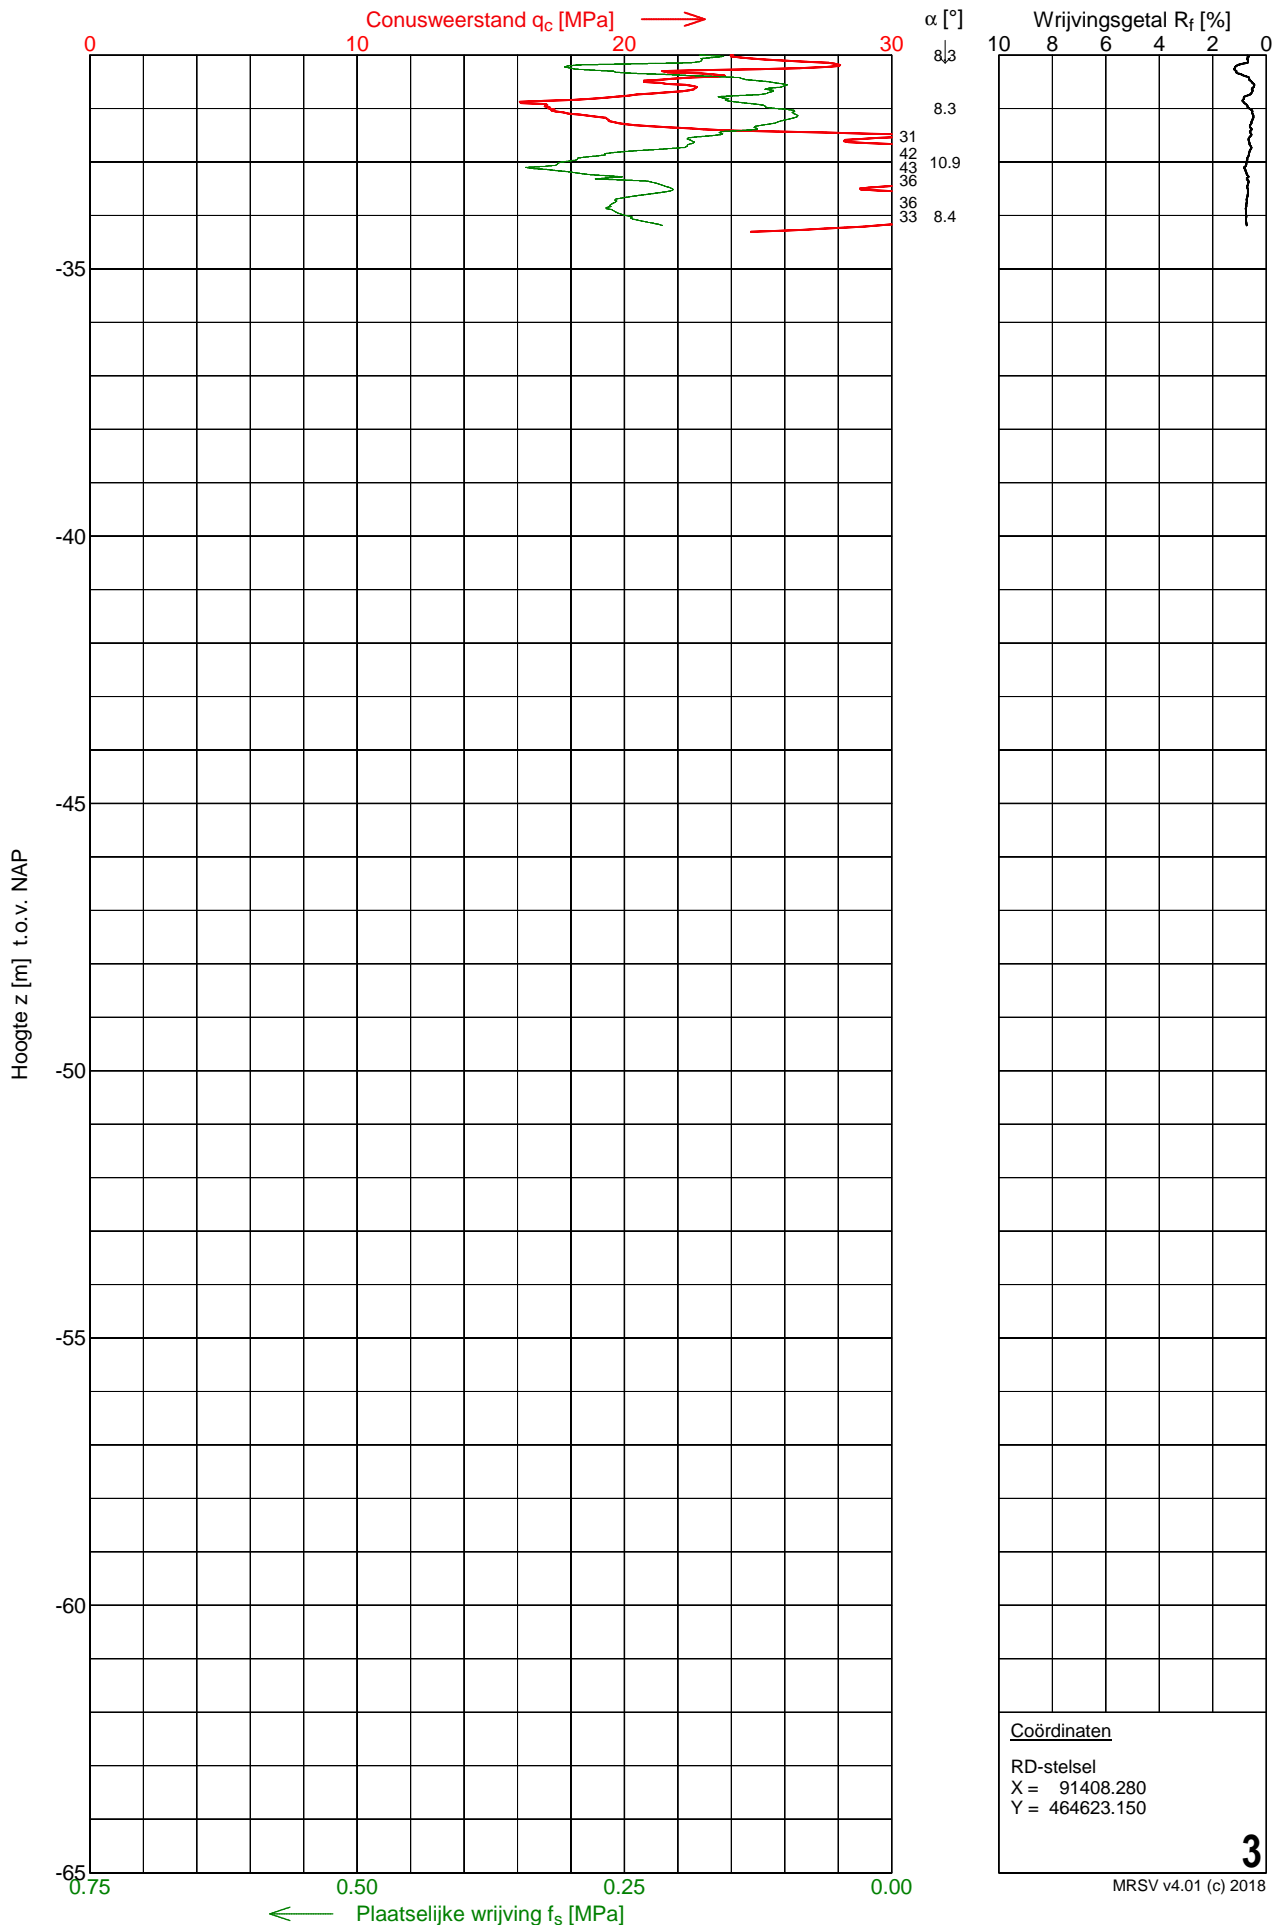 Conusweerstand qc [MPa] α [°] Wrijvingsgetal Rf [%]
0 10 20 30 10 8 6 4 2 0
8.3
8.3
31
42
43 10.9
36
36
33 8.4
-35
-40
-45
Hoogte z [m] t.o.v. NAP
-50
-55
-60
-65
Coördinaten
RD-stelsel
X = 91408.280
Y = 464623.150
3
0.75 0.50 0.25 0.00
MRSV v4.01 (c) 2018
Plaatselijke wrijving fs [MPa]